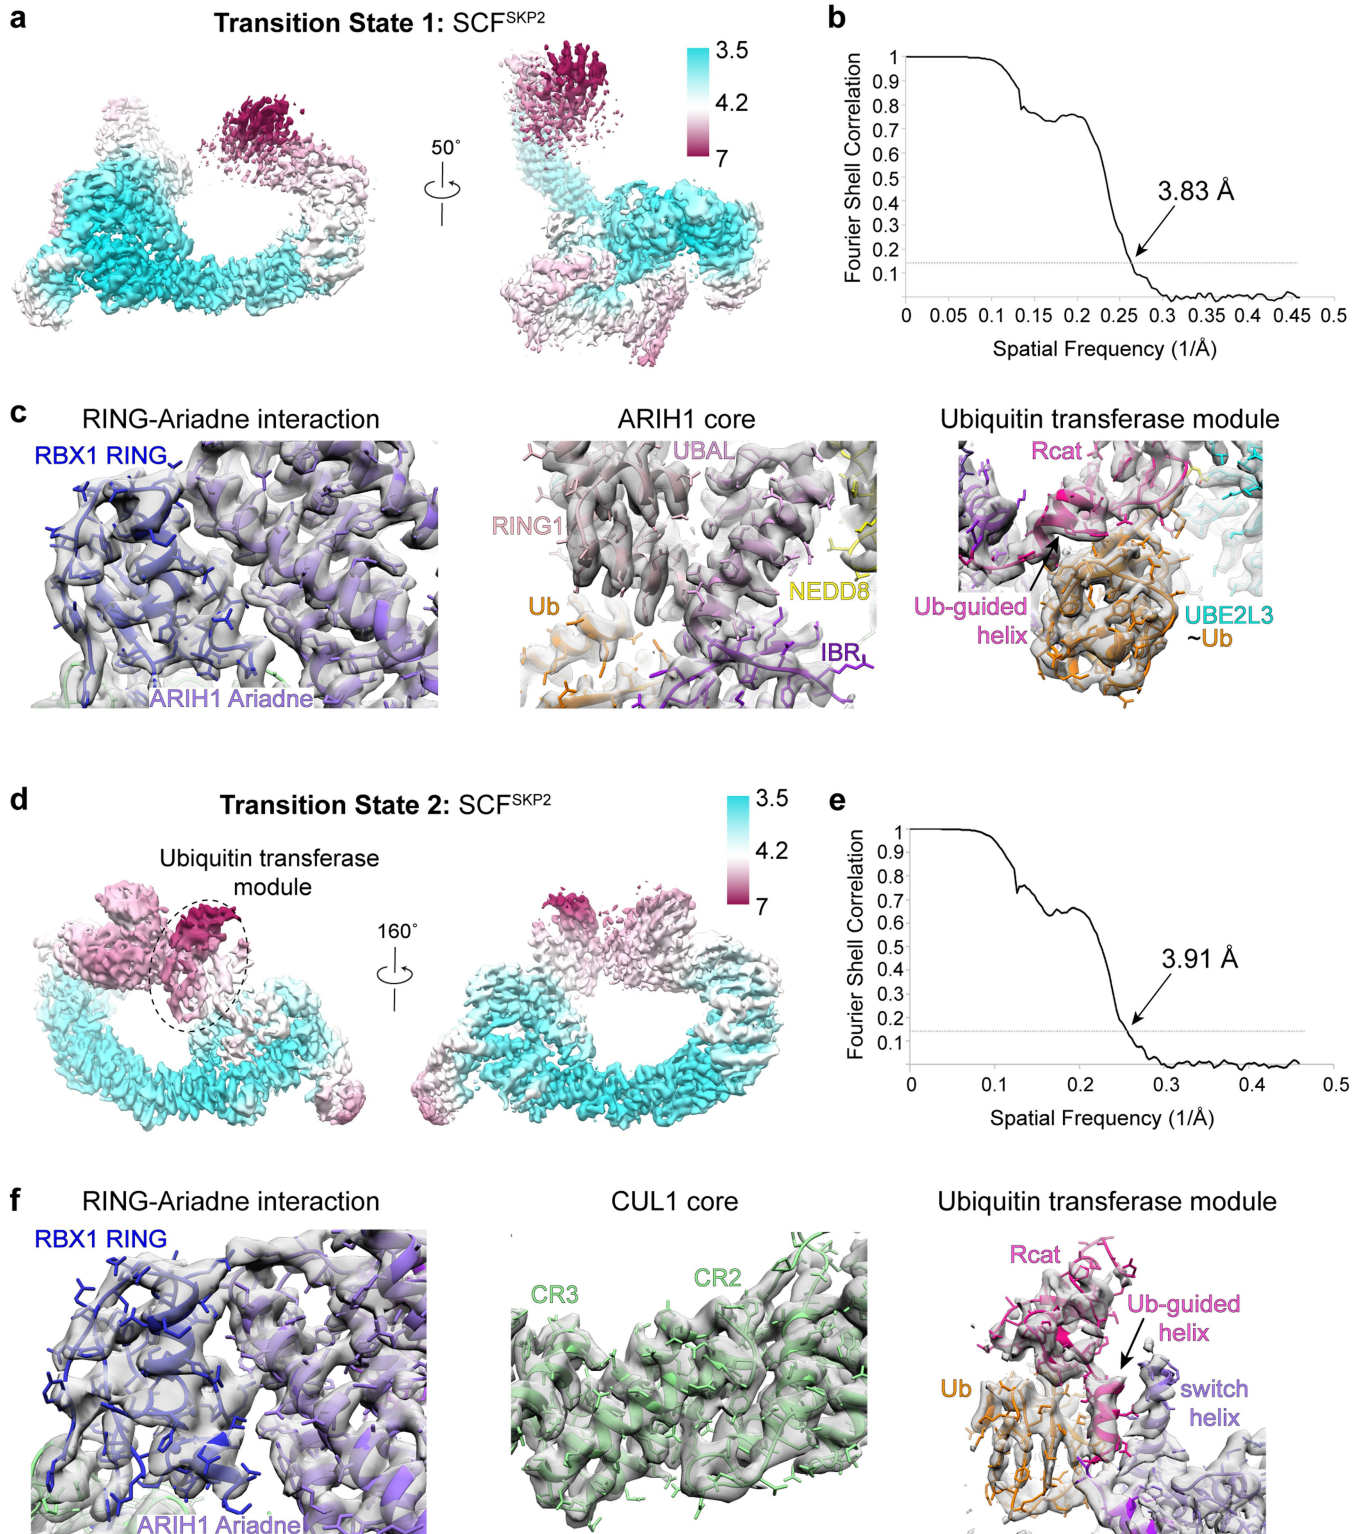 a
Transition State 1: SCF^SKP2
3.5
4.2
7
50°
b
Fourier Shell Correlation
1
0.9
0.8
0.7
0.6
0.5
0.4
0.3
0.2
0.1
3.83 Å
0 0.05 0.1 0.15 0.2 0.25 0.3 0.35 0.4 0.45 0.5
Spatial Frequency (1/Å)
c
RING-Ariadne interaction
RBX1 RING
ARIH1 Ariadne
ARIH1 core
UBAL
RING1
NEDD8
Ub
IBR
Ubiquitin transferase module
Rcat
Ub-guided
helix
UBE2L3
~Ub
d
Transition State 2: SCF^SKP2
Ubiquitin transferase
module
3.5
4.2
7
160°
e
Fourier Shell Correlation
1
0.9
0.8
0.7
0.6
0.5
0.4
0.3
0.2
0.1
3.91 Å
0 0.1 0.2 0.3 0.4 0.5
Spatial Frequency (1/Å)
f
RING-Ariadne interaction
RBX1 RING
ARIH1 Ariadne
CUL1 core
CR3
CR2
Ubiquitin transferase module
Rcat
Ub-guided
helix
Ub
switch
helix